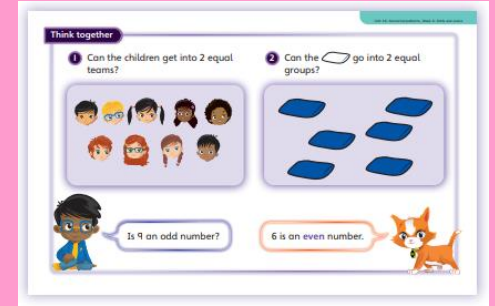 Think together
1 Can the children get into 2 equal
teams?
2 Can the go into 2 equal
groups?
Is 9 an odd number?
6 is an even number.